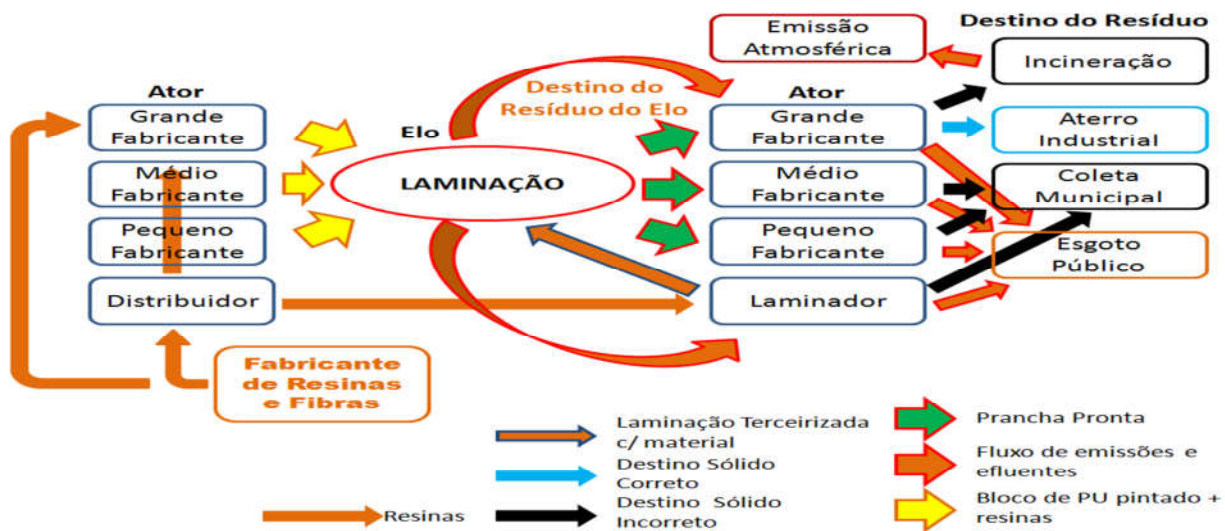 Emissão
Atmosférica
Destino do Resíduo
Incineração
Ator
Grande
Fabricante
Médio
Fabricante
Pequeno
Fabricante
Distribuidor
Fabricante
de Resinas
e Fibras
Elo
LAMINAÇÃO
Destino do
Resíduo do Elo
Ator
Grande
Fabricante
Médio
Fabricante
Pequeno
Fabricante
Laminador
Aterro
Industrial
Coleta
Municipal
Esgoto
Público
Resinas
Laminação Terceirizada
c/ material
Destino Sólido
Correto
Destino Sólido
Incorreto
Prancha Pronta
Fluxo de emissões e
efluentes
Bloco de PU pintado +
resinas